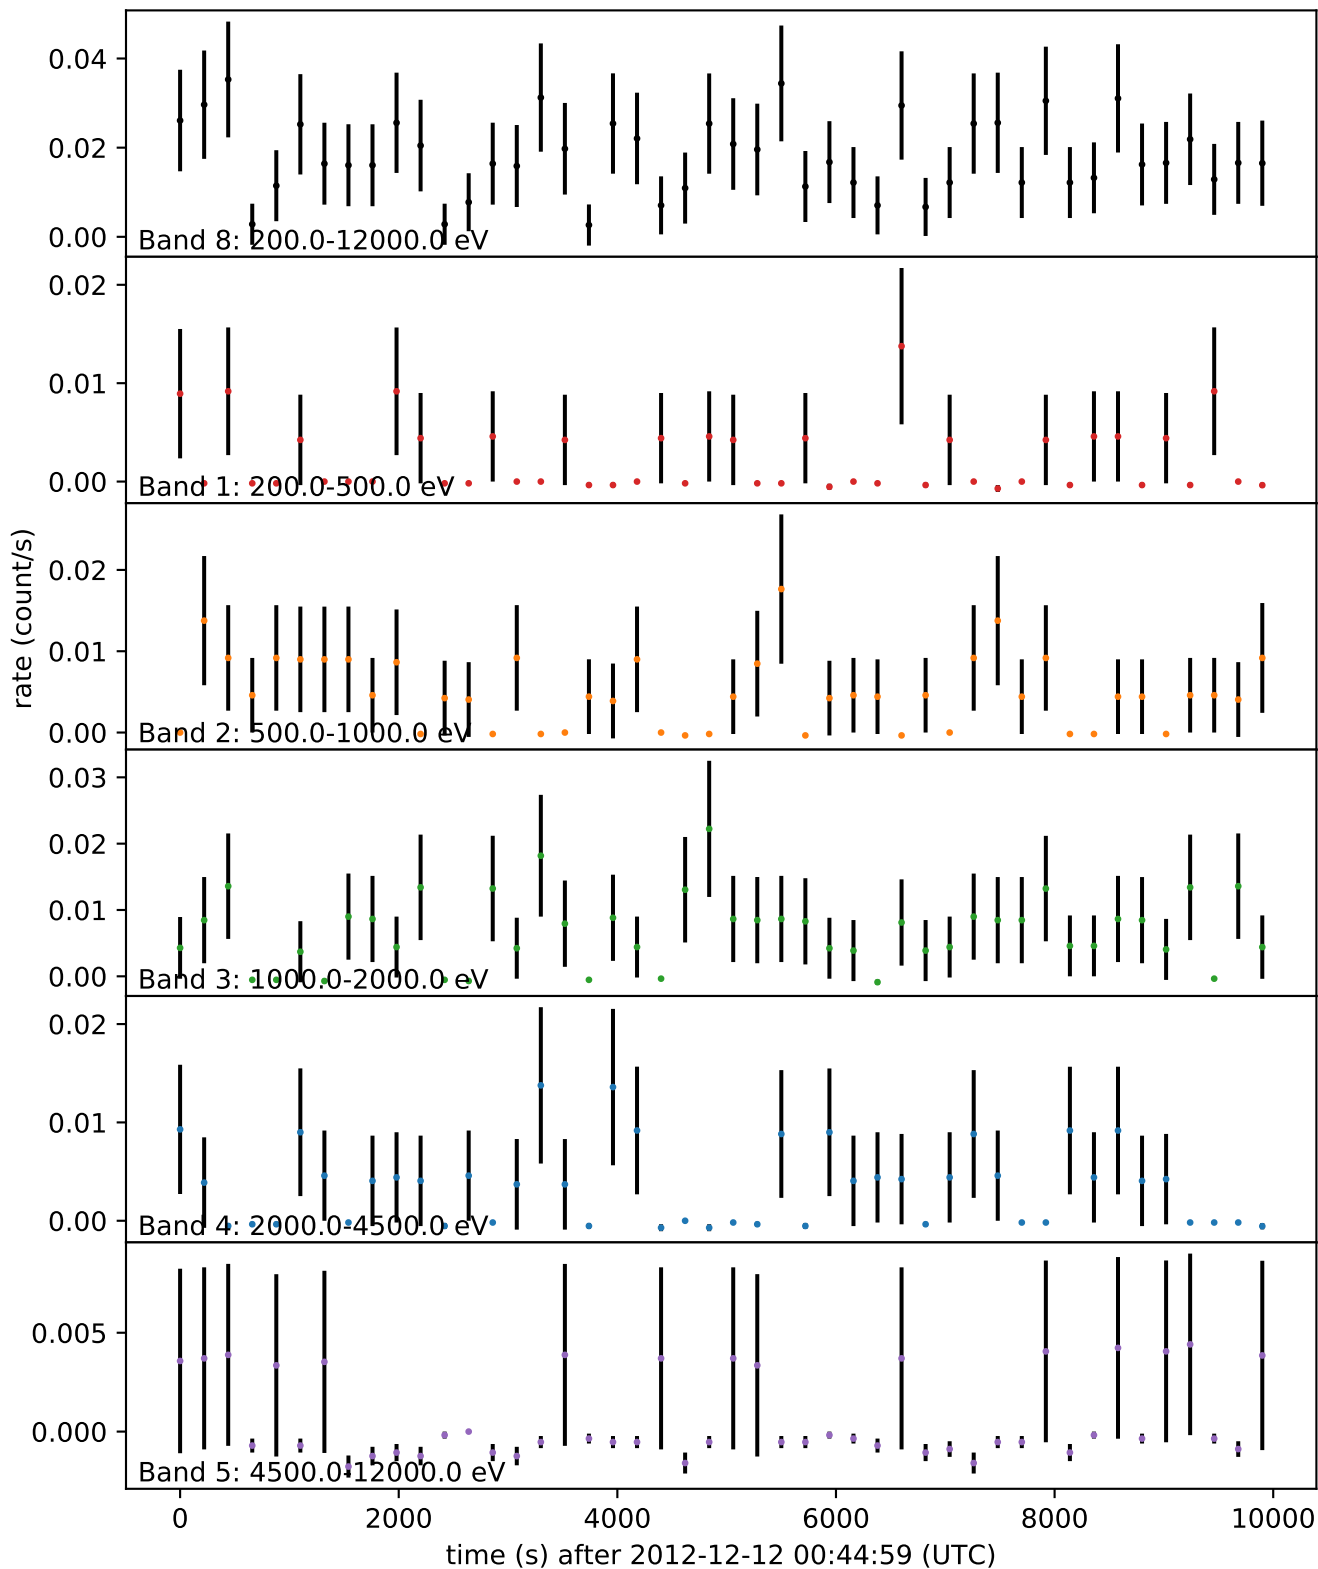 0.04
0.02
0.00
Band 8: 200.0-12000.0 eV
0.02
0.01
0.00
Band 1: 200.0-500.0 eV
rate (count/s)
0.02
0.01
0.00
Band 2: 500.0-1000.0 eV
0.03
0.02
0.01
0.00
Band 3: 1000.0-2000.0 eV
0.02
0.01
0.00
Band 4: 2000.0-4500.0 eV
0.005
0.000
Band 5: 4500.0-12000.0 eV
0 2000 4000 6000 8000 10000
time (s) after 2012-12-12 00:44:59 (UTC)